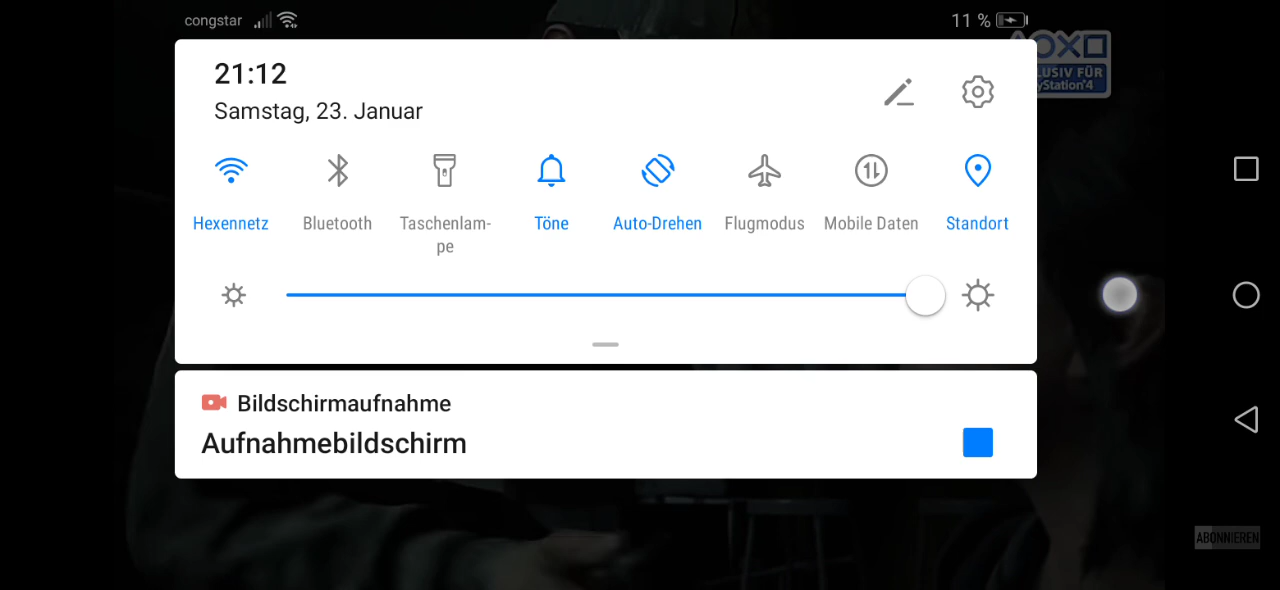 congstar
11 %
21:12
Samstag, 23. Januar
Hexennetz
Bluetooth
Taschenlam-
pe
Töne
Auto-Drehen
Flugmodus
Mobile Daten
Standort
Bildschirmaufnahme
Aufnahmebildschirm
FÜR
ABONNIEREN